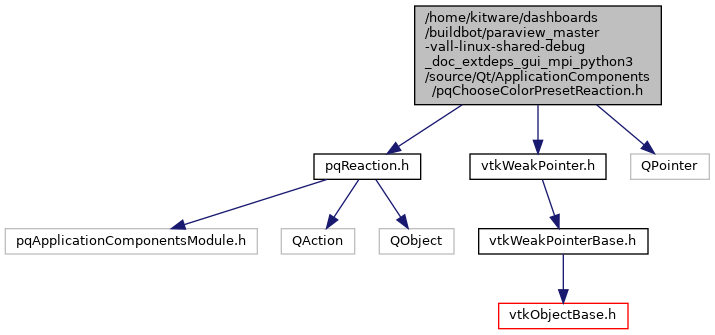 /home/kitware/dashboards
/buildbot/paraview_master
-vall-linux-shared-debug
_doc_extdeps_gui_mpi_python3
/source/Qt/ApplicationComponents
/pqChooseColorPresetReaction.h
pqReaction.h
vtkWeakPointer.h
QPointer
pqApplicationComponentsModule.h
QAction
QObject
vtkWeakPointerBase.h
vtkObjectBase.h